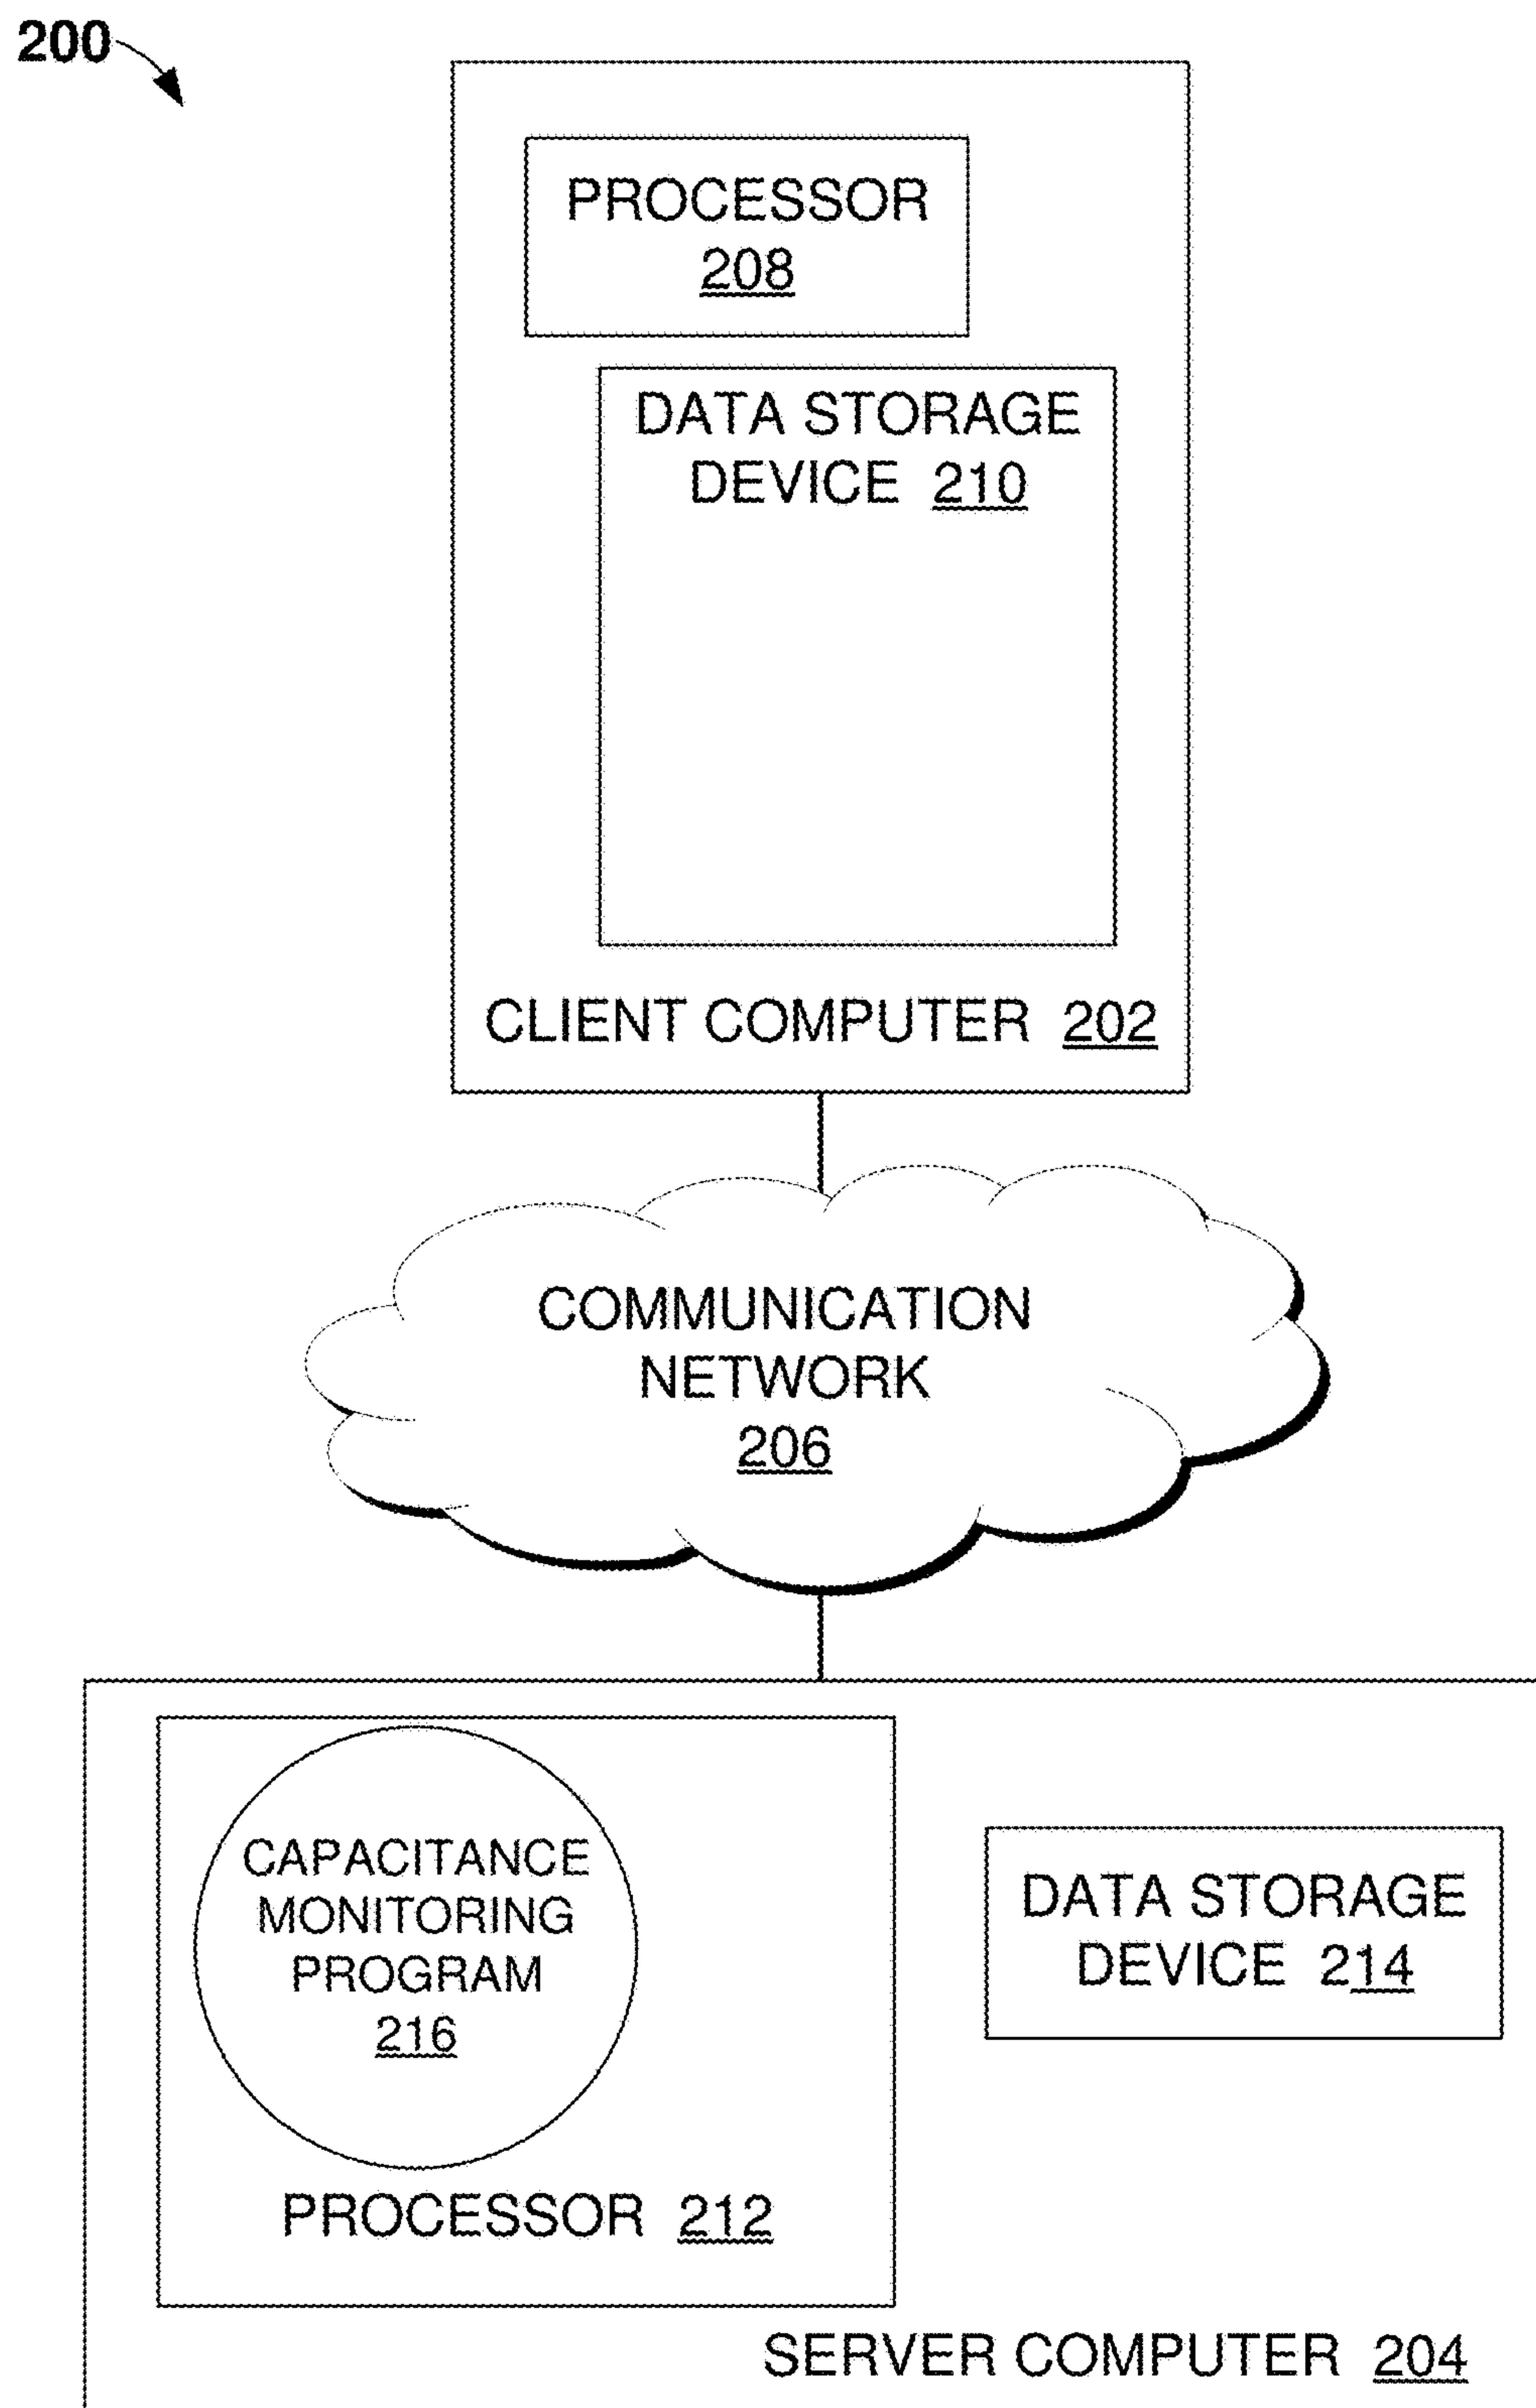 200
PROCESSOR
208
DATA STORAGE
DEVICE 210
CLIENT COMPUTER 202
COMMUNICATION
NETWORK
206
CAPACITANCE
MONITORING
PROGRAM
216
PROCESSOR 212
DATA STORAGE
DEVICE 214
SERVER COMPUTER 204